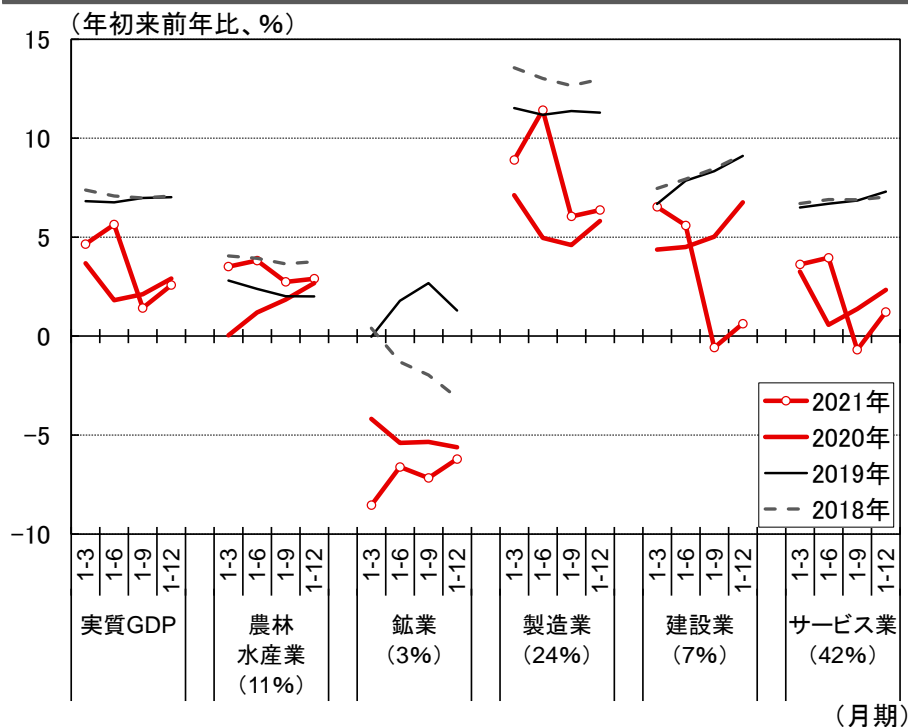 （年初来前年比、%）
15
10
5
0
-5
-10
2021年
2020年
2019年
2018年
1-3 1-6 1-9 1-12 1-3 1-6 1-9 1-12 1-3 1-6 1-9 1-12 1-3 1-6 1-9 1-12 1-3 1-6 1-9 1-12 1-3 1-6 1-9 1-12
実質GDP
農林
水産業
（11%）
鉱業
（3%）
製造業
（24%）
建設業
（7%）
サービス業
（42%）
（月期）